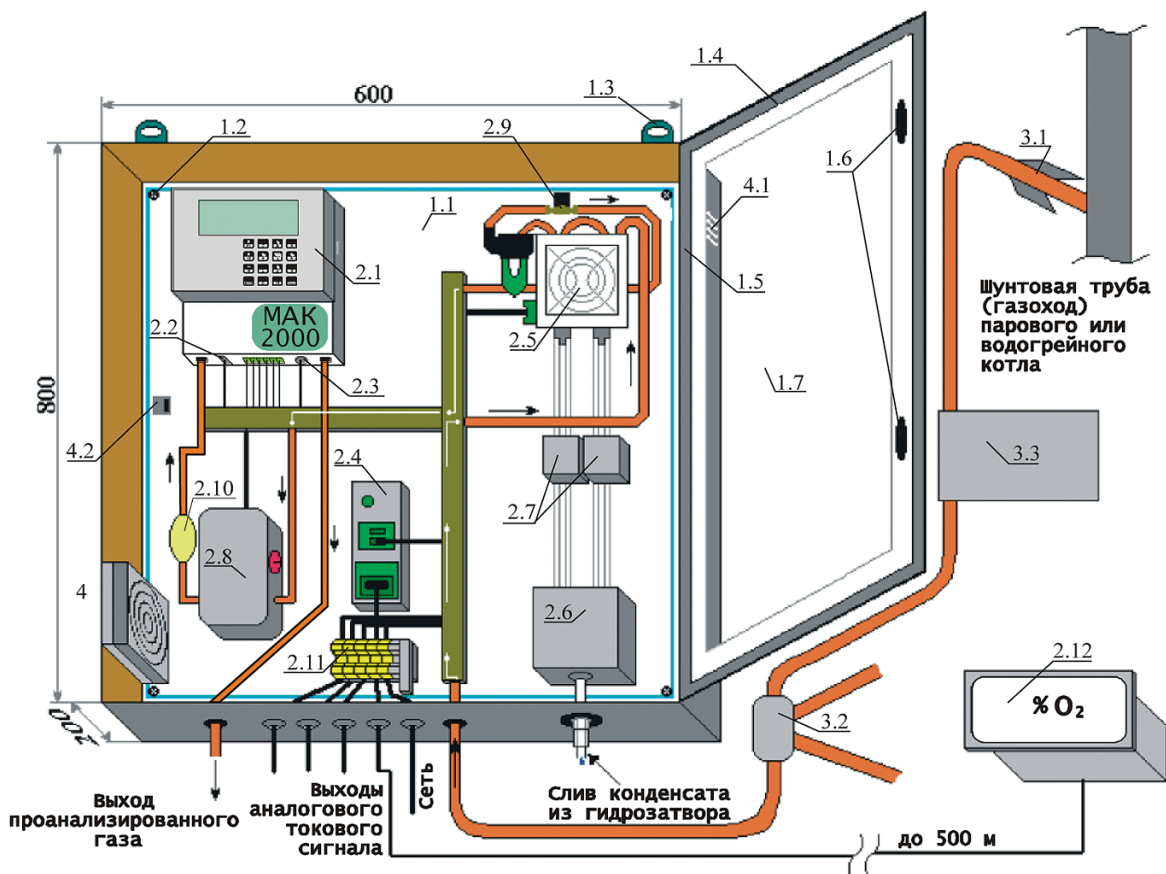 600
800
200
1.2
1.3
1.4
2.9
1.1
4.1
1.6
3.1
2.1
МАК
2000
2.2
2.3
2.5
1.5
1.7
Шунтовая труба
(газоход)
парового или
водогрейного
котла
4.2
2.10
2.4
2.7
3.3
2.8
4
2.6
2.11
2.12
% O₂
3.2
Выход
проанализированного
газа
Выходы
аналогового
токового
сигнала
Сеть
Слив конденсата
из гидрозатвора
до 500 м